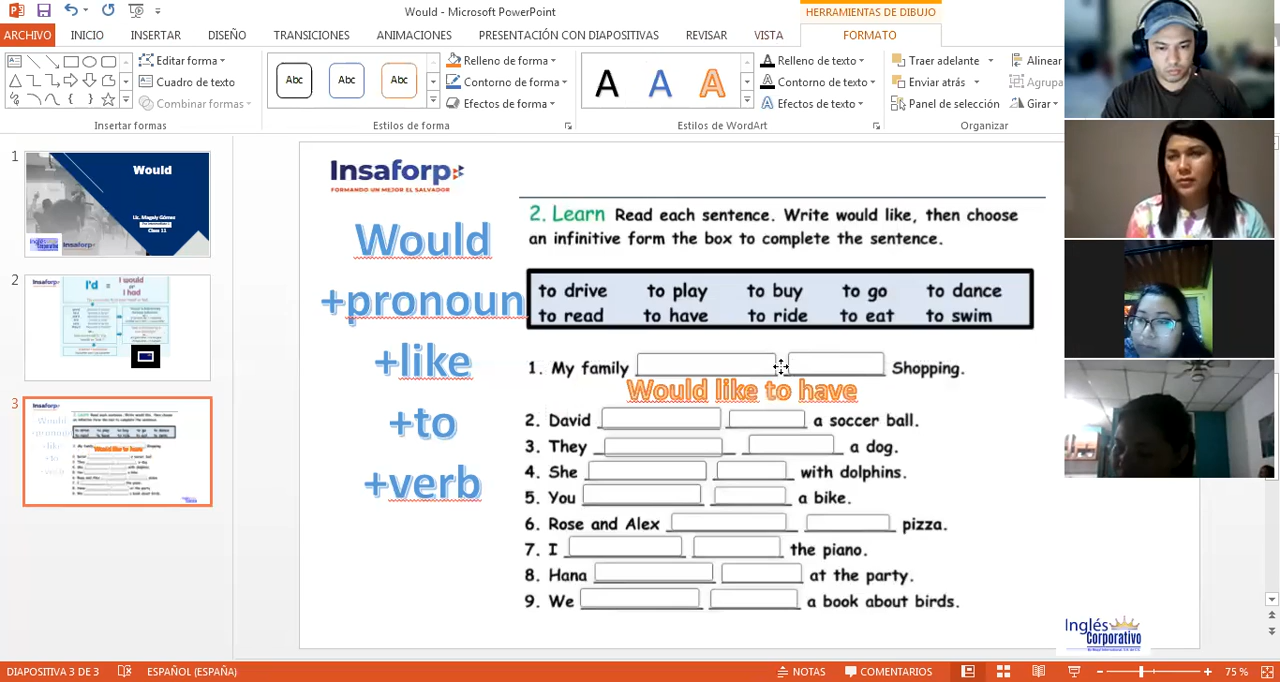 Would - Microsoft PowerPoint
HERRAMIENTAS DE DIBUJO
ARCHIVO INICIO INSERTAR DISEÑO TRANSICIONES ANIMACIONES PRESENTACIÓN CON DIAPOSITIVAS REVISAR VISTA FORMATO
Editar forma
Cuadro de texto
Combinar formas
Insertar formas
Abc Abc Abc
Relleno de forma
Contorno de forma
Efectos de forma
Estilos de forma
A A A
Relleno de texto
Contorno de texto
Efectos de texto
Estilos de WordArt
Traer adelante
Enviar atrás
Panel de selección
Alinear
Agrupa
Girar
Organizar
1
Would
Lic. Magaly Gómez
Class 11
2
I'd = I would
or
I had
3
Insaforp
FORMANDO UN MEJOR EL SALVADOR
Would
+pronoun
+like
+to
+verb
2. Learn Read each sentence. Write would like, then choose
an infinitive form the box to complete the sentence.
to drive to play to buy to go to dance
to read to have to ride to eat to swim
1. My family Shopping.
Would like to have
2. David a soccer ball.
3. They a dog.
4. She with dolphins.
5. You a bike.
6. Rose and Alex pizza.
7. I the piano.
8. Hana at the party.
9. We a book about birds.
Inglés
Corporativo
DIAPOSITIVA 3 DE 3 ESPAÑOL (ESPAÑA) NOTAS COMENTARIOS 75 %